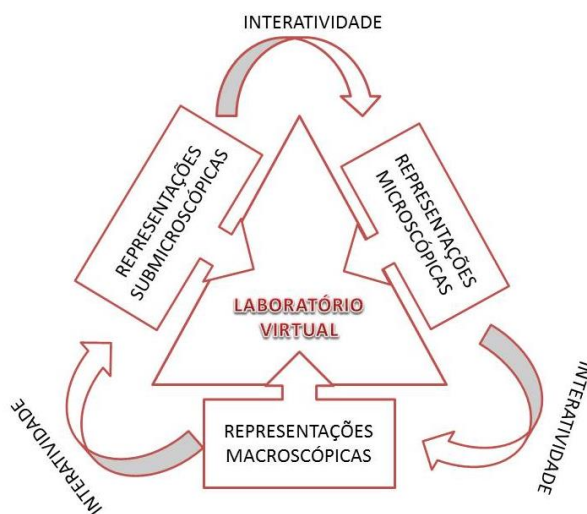 INTERATIVIDADE
REPRESENTAÇÕES
SUBMICROSCÓPICAS
REPRESENTAÇÕES
MICROSCÓPICAS
LABORATÓRIO
VIRTUAL
INTERATIVIDADE
INTERATIVIDADE
REPRESENTAÇÕES
MACROSCÓPICAS